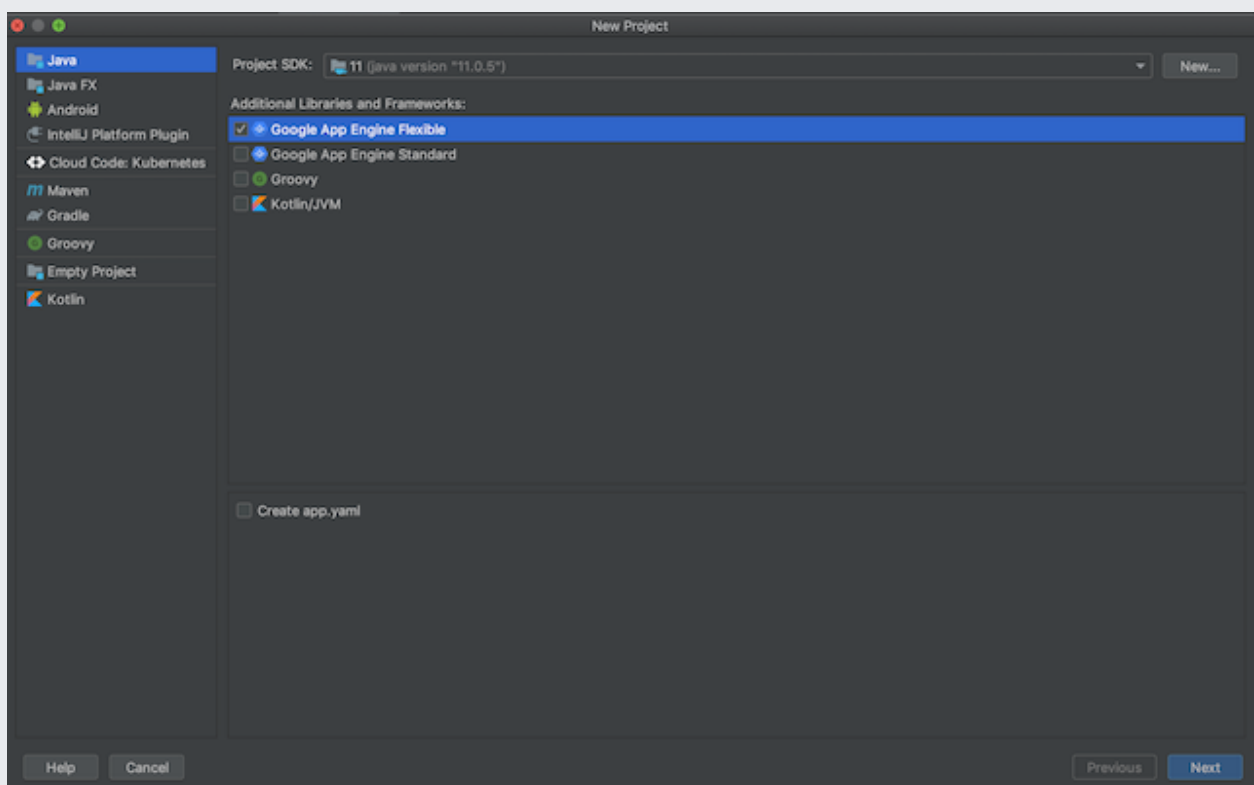 New Project
Java
Java FX
Android
IntelliJ Platform Plugin
Cloud Code: Kubernetes
Maven
Gradle
Groovy
Empty Project
Kotlin
Project SDK: 11 (java version "11.0.5") New...
Additional Libraries and Frameworks:
Google App Engine Flexible
Google App Engine Standard
Groovy
Kotlin/JVM
Create app.yaml
Help Cancel Previous Next